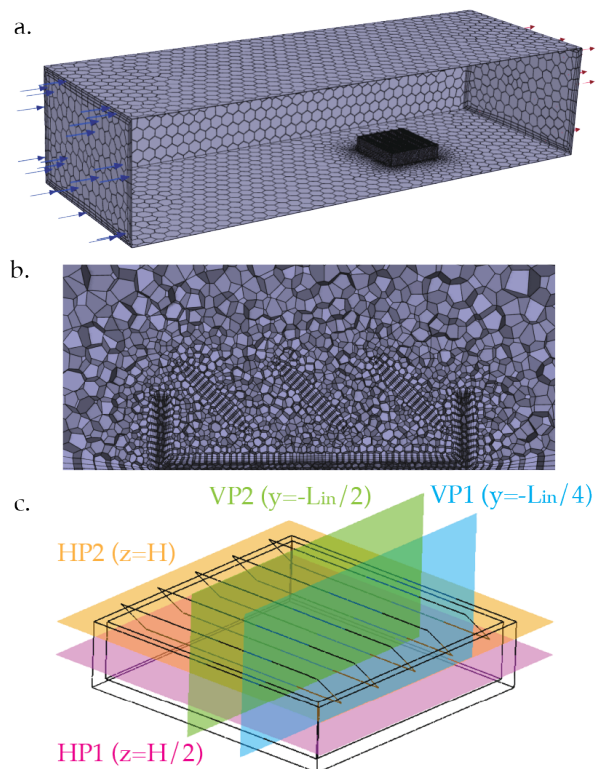 a.
b.
VP2 (y=-Lin/2)
VP1 (y=-Lin/4)
c.
HP2 (z=H)
HP1 (z=H/2)